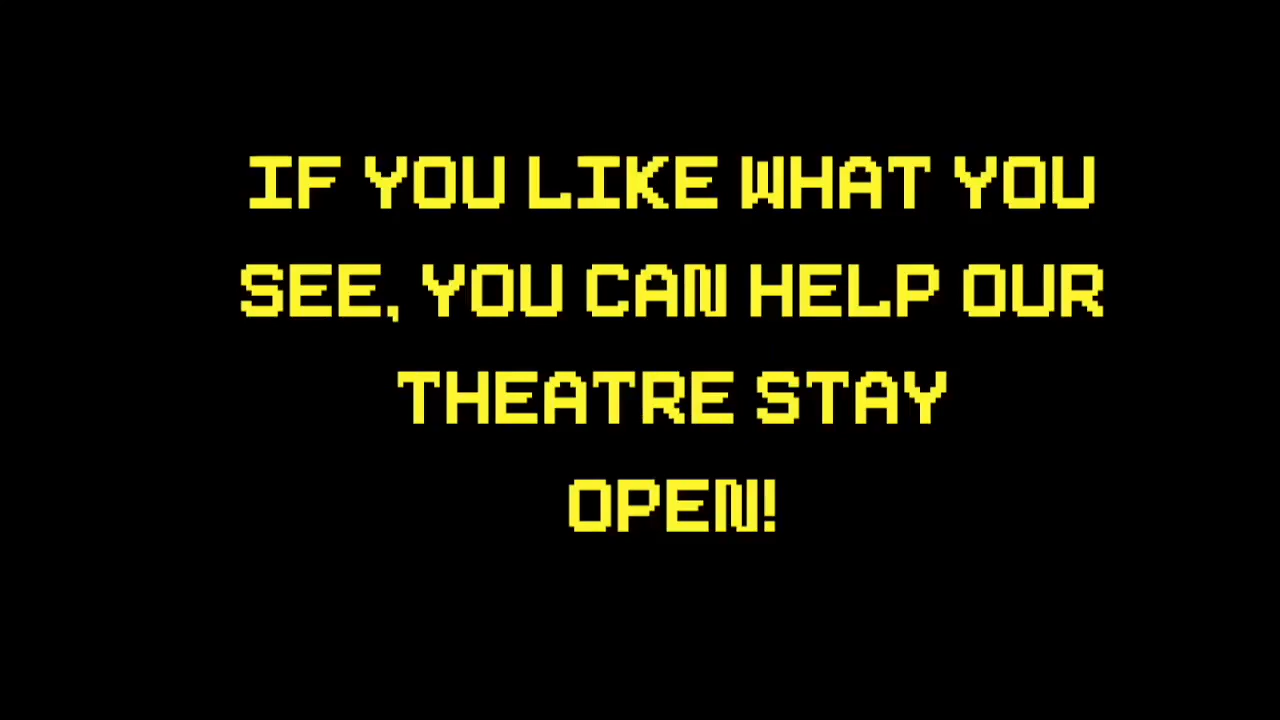 IF YOU LIKE WHAT YOU
SEE, YOU CAN HELP OUR
THEATRE STAY
OPEN!